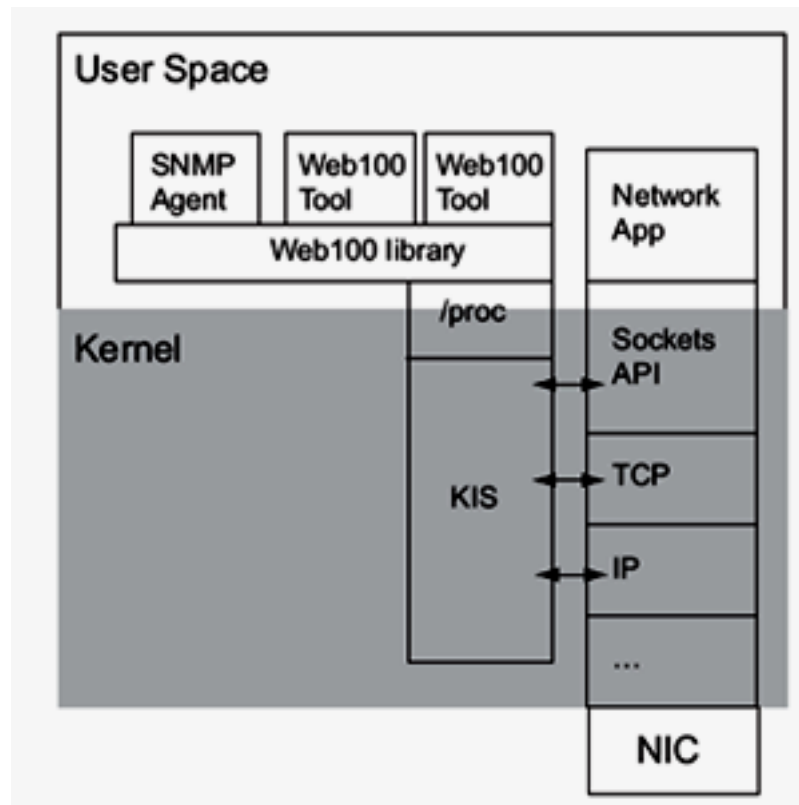 User Space
SNMP
Agent
Web100
Tool
Web100
Tool
Network
App
Web100 library
/proc
Kernel
Sockets
API
KIS
TCP
IP
...
NIC